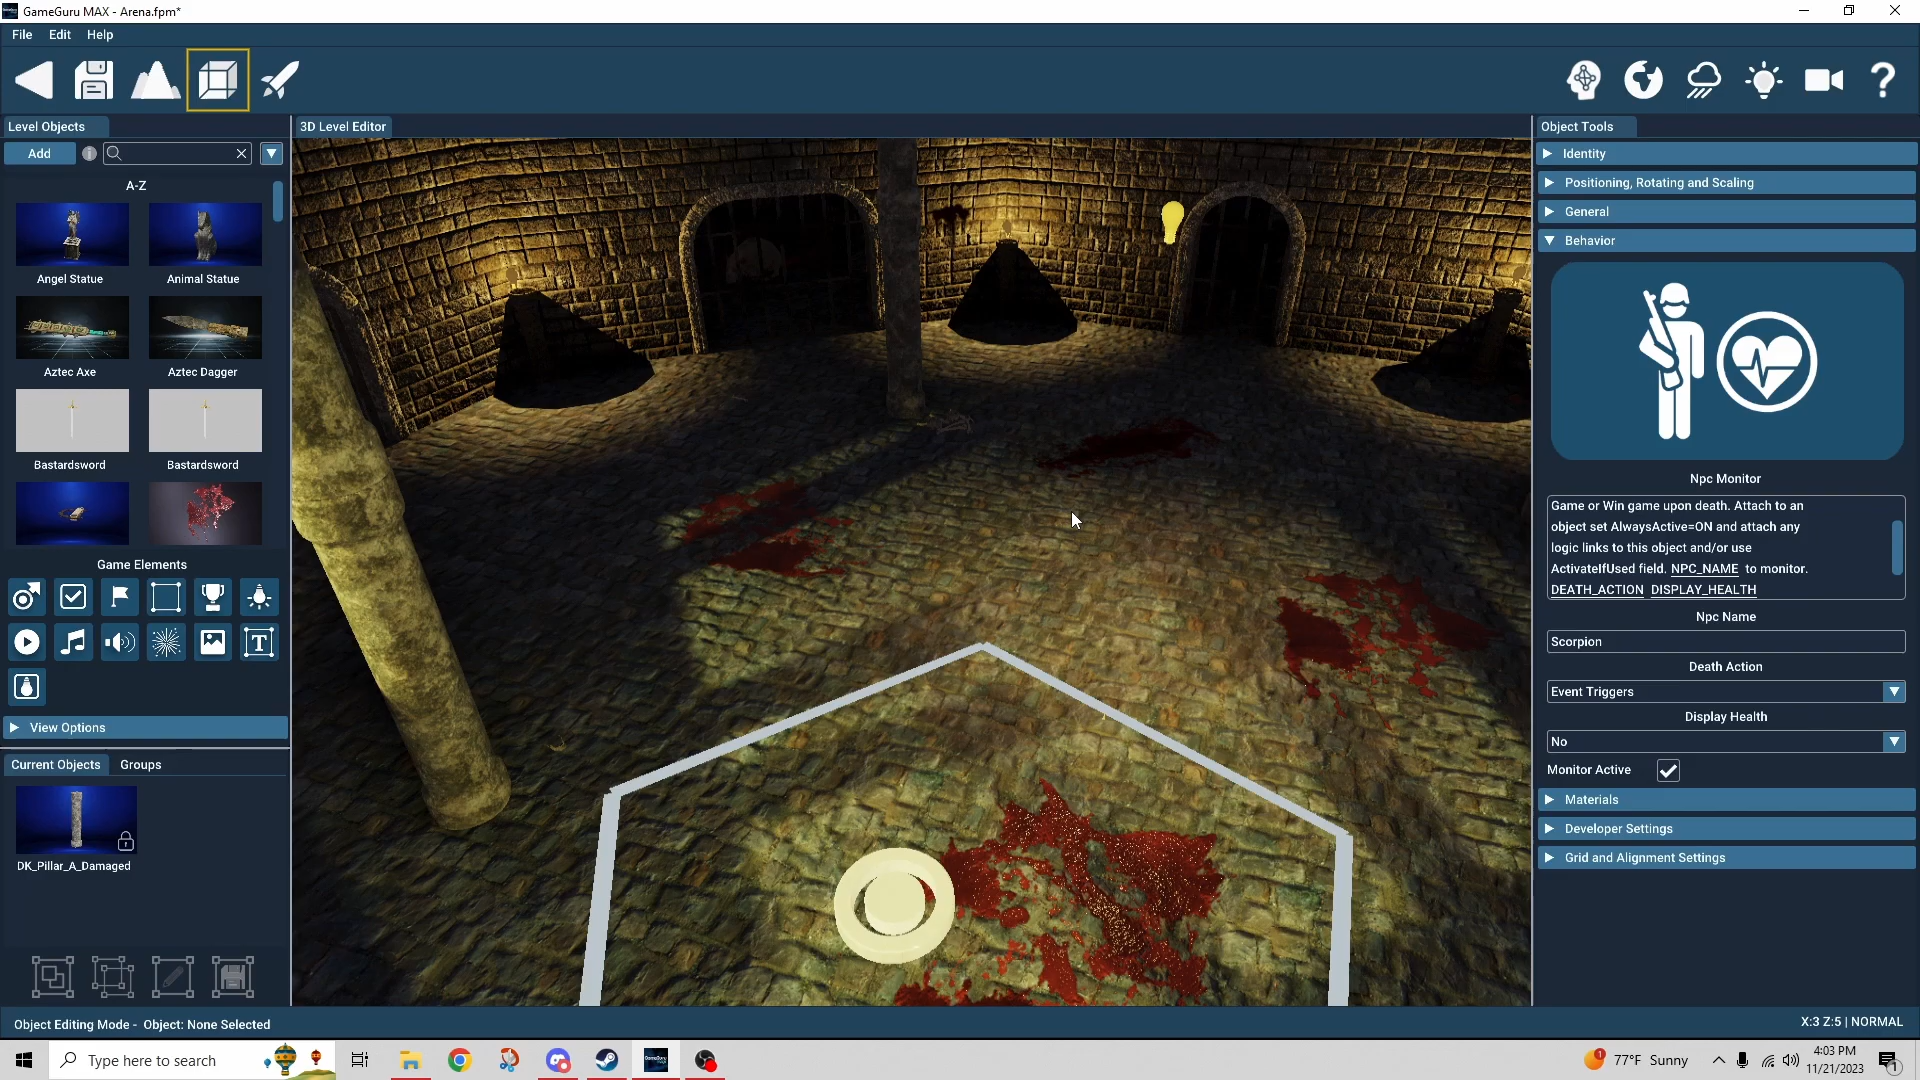 GameGuru MAX - Arena.fpm*
File Edit Help
Level Objects
3D Level Editor
Object Tools
Add
Identity
A-Z
Positioning, Rotating and Scaling
General
Behavior
Angel Statue
Animal Statue
Aztec Axe
Aztec Dagger
Bastardsword
Bastardsword
Npc Monitor
Game or Win game upon death. Attach to an
object set AlwaysActive=ON and attach any
logic links to this object and/or use
ActivateIfUsed field. NPC_NAME to monitor.
DEATH_ACTION DISPLAY_HEALTH
Game Elements
Npc Name
Scorpion
Death Action
Event Triggers
Display Health
No
Monitor Active
View Options
Current Objects Groups
Materials
Developer Settings
Grid and Alignment Settings
DK_Pillar_A_Damaged
Object Editing Mode - Object: None Selected
X:3 Z:5 | NORMAL
Type here to search
77°F Sunny
4:03 PM
11/21/2023